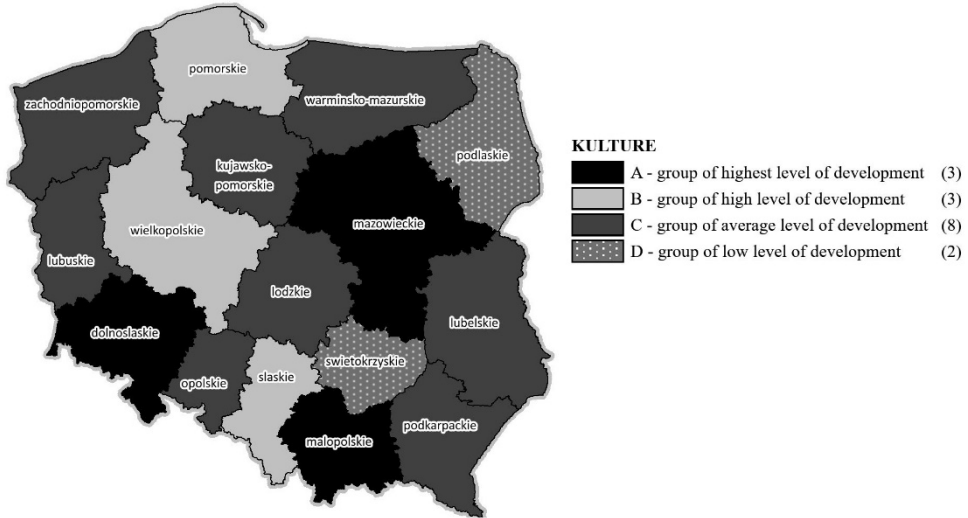 pomorskie
zachodniopomorskie
warminsko-mazurskie
kujawsko-
pomorskie
podlaskie
wielkopolskie
mazowieckie
lubuskie
lodzkie
lubelskie
dolnoslaskie
opolskie
slaskie
swietokrzyskie
podkarpackie
malopolskie
KULTURE
A - group of highest level of development (3)
B - group of high level of development (3)
C - group of average level of development (8)
D - group of low level of development (2)